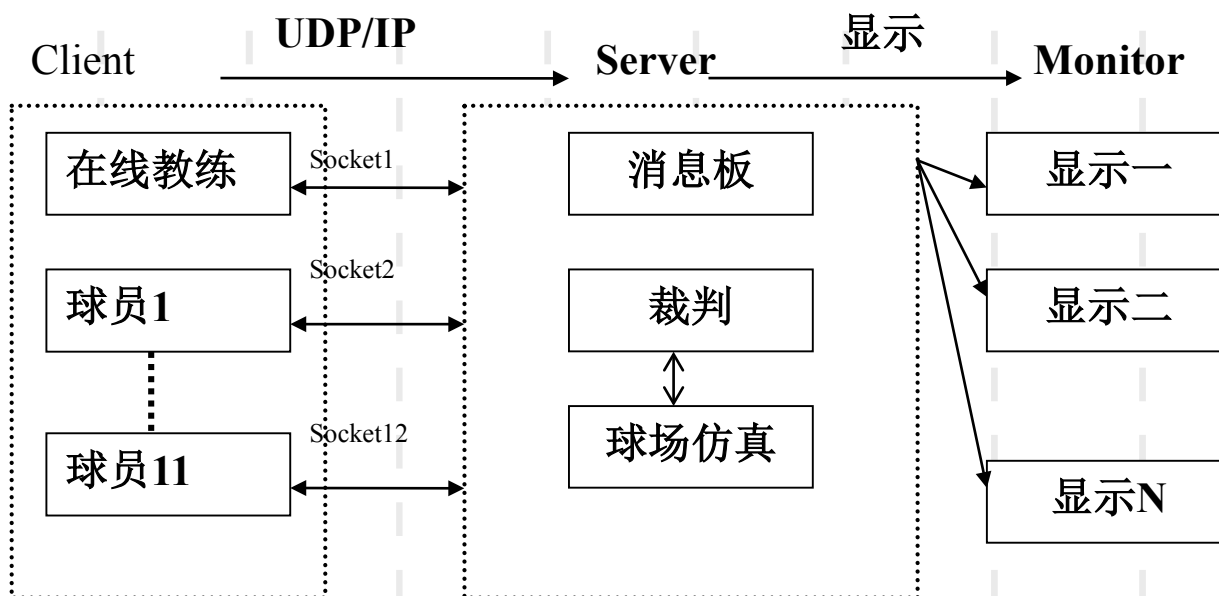 UDP/IP
显示
Client
Server
Monitor
在线教练
Socket1
消息板
显示一
球员1
Socket2
裁判
显示二
球员11
Socket12
球场仿真
显示N